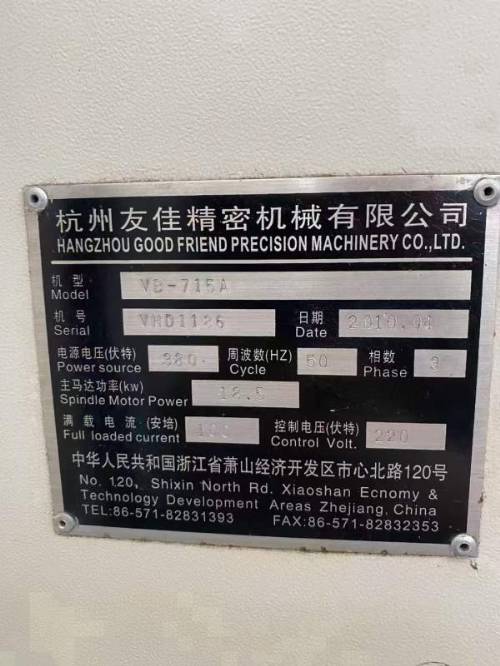 杭州友佳精密机械有限公司
HANGZHOU GOOD FRIEND PRECISION MACHINERY CO.,LTD.
机型 VB-715A
Model
机号 VMD1126 日期 2010.04
Serial Date
电源电压(伏特) 380 周波数(HZ) 50 相数 3
Power source Cycle Phase
主马达功率(kw) 18.5
Spindle Motor Power
满载电流(安培) 控制电压(伏特) 220
Full loaded current Control Volt.
中华人民共和国浙江省萧山经济开发区市心北路120号
No. 120, Shixin North Rd. Xiaoshan Ecnomy &
Technology Development Areas Zhejiang, China
TEL:86-571-82831393 FAX:86-571-82832353